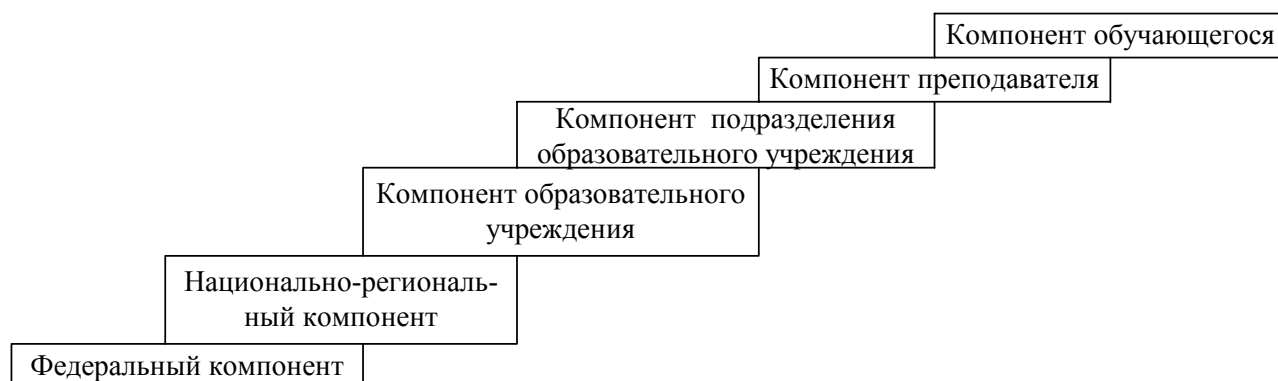 Компонент обучающегося
Компонент преподавателя
Компонент подразделения
образовательного учреждения
Компонент образовательного
учреждения
Национально-региональ-
ный компонент
Федеральный компонент